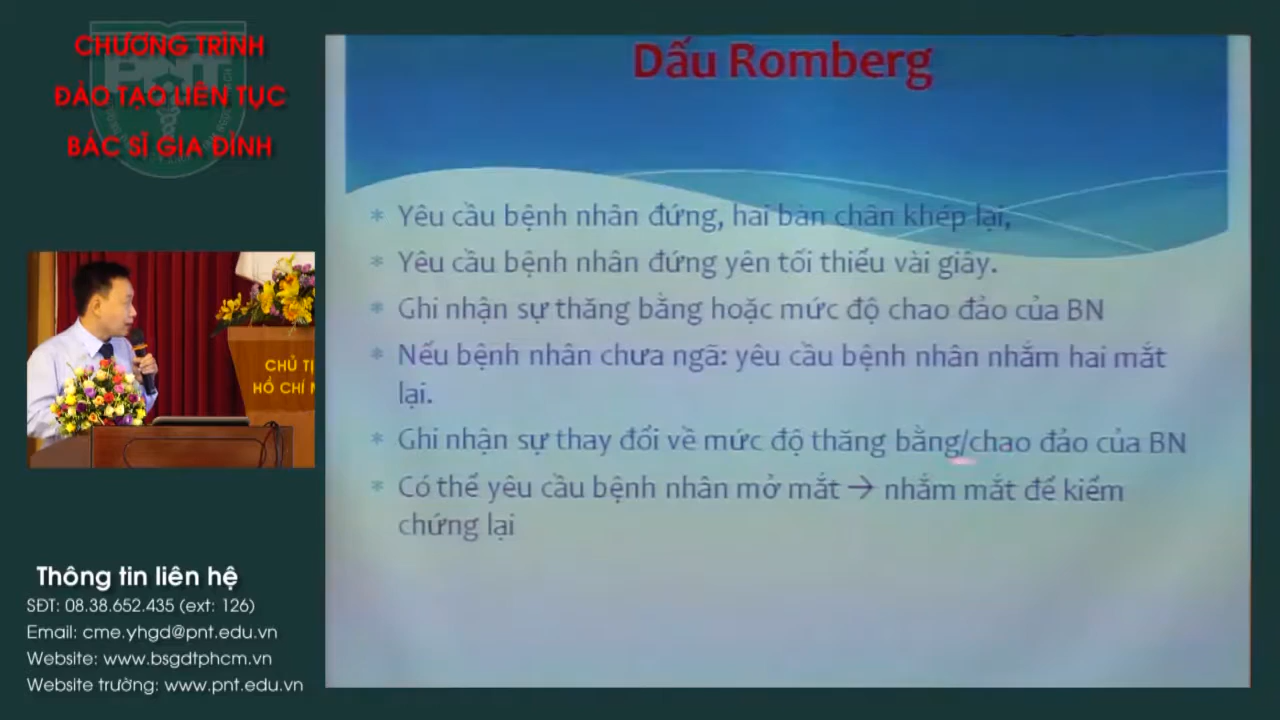 CHƯƠNG TRÌNH
ĐÀO TẠO LIÊN TỤC
BÁC SĨ GIA ĐÌNH
PNT
CHỦ TỊ
HỒ CHÍ M
Thông tin liên hệ
SĐT: 08.38.652.435 (ext: 126)
Email: cme.yhgd@pnt.edu.vn
Website: www.bsgdtphcm.vn
Website trường: www.pnt.edu.vn
Dấu Romberg
* Yêu cầu bệnh nhân đứng, hai bàn chân khép lại,
* Yêu cầu bệnh nhân đứng yên tối thiểu vài giây.
* Ghi nhận sự thăng bằng hoặc mức độ chao đảo của BN
* Nếu bệnh nhân chưa ngã: yêu cầu bệnh nhân nhắm hai mắt
lại.
* Ghi nhận sự thay đổi về mức độ thăng bằng/chao đảo của BN
* Có thể yêu cầu bệnh nhân mở mắt → nhắm mắt để kiểm
chứng lại